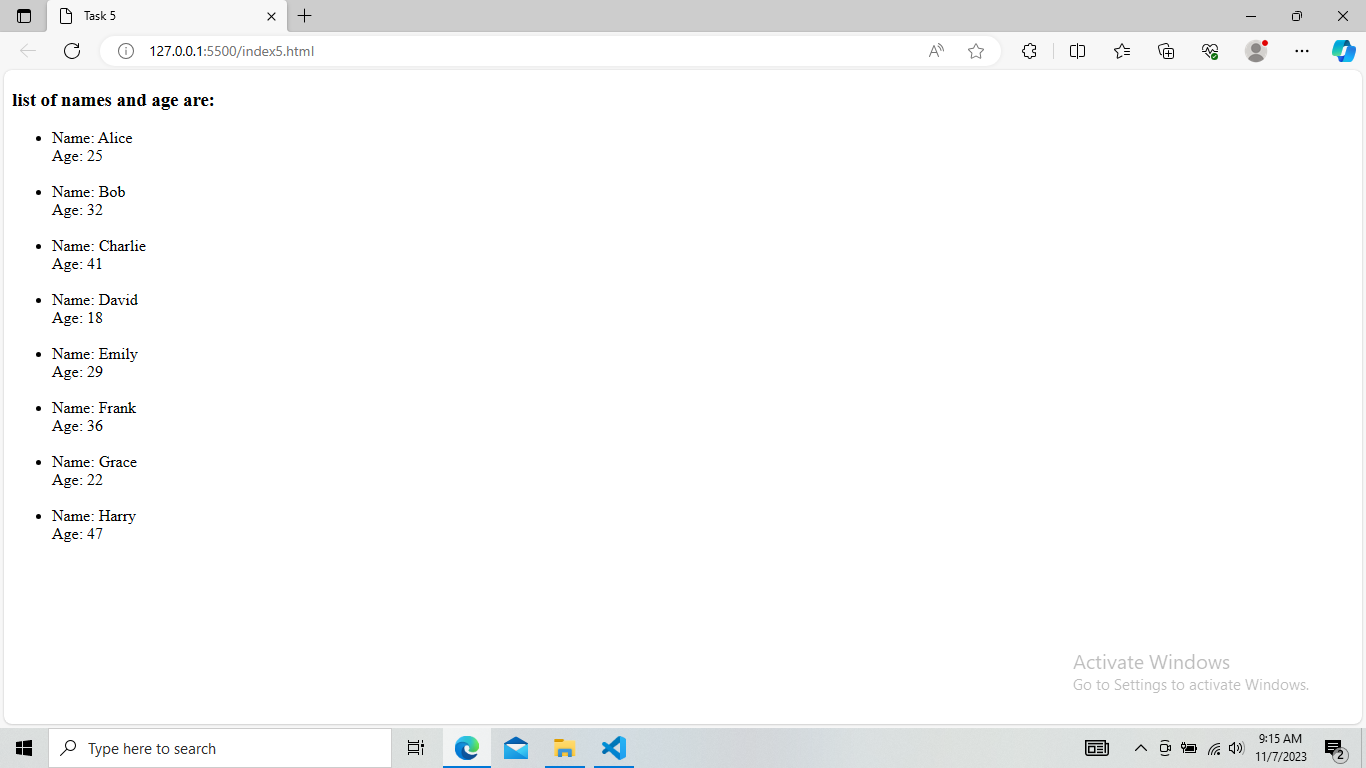 Task 5
127.0.0.1:5500/index5.html
list of names and age are:
Name: Alice
Age: 25
Name: Bob
Age: 32
Name: Charlie
Age: 41
Name: David
Age: 18
Name: Emily
Age: 29
Name: Frank
Age: 36
Name: Grace
Age: 22
Name: Harry
Age: 47
Activate Windows
Go to Settings to activate Windows.
Type here to search
9:15 AM
11/7/2023
2